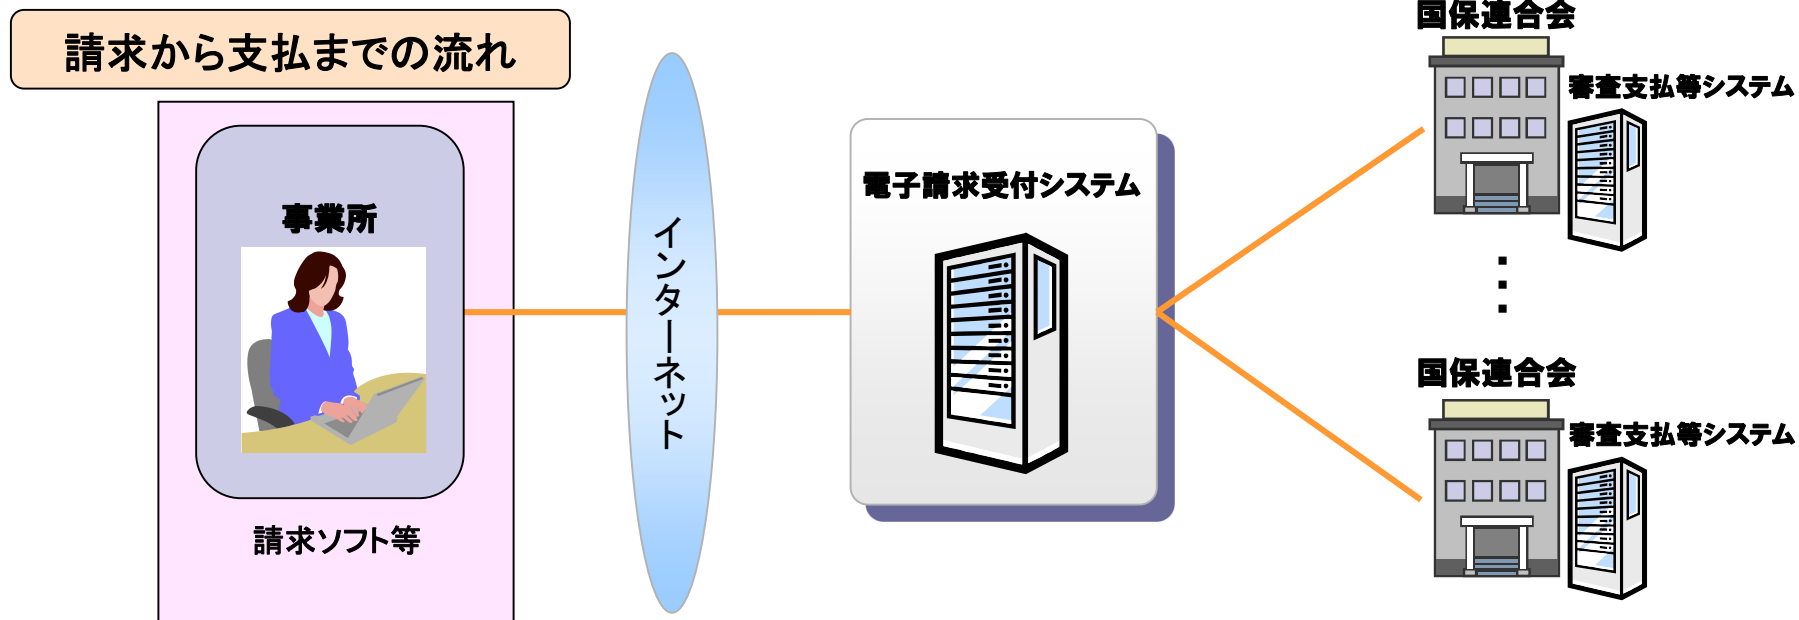 請求から支払までの流れ
事業所
請求ソフト等
インターネット
電子請求受付システム
国保連合会
審査支払等システム
国保連合会
審査支払等システム